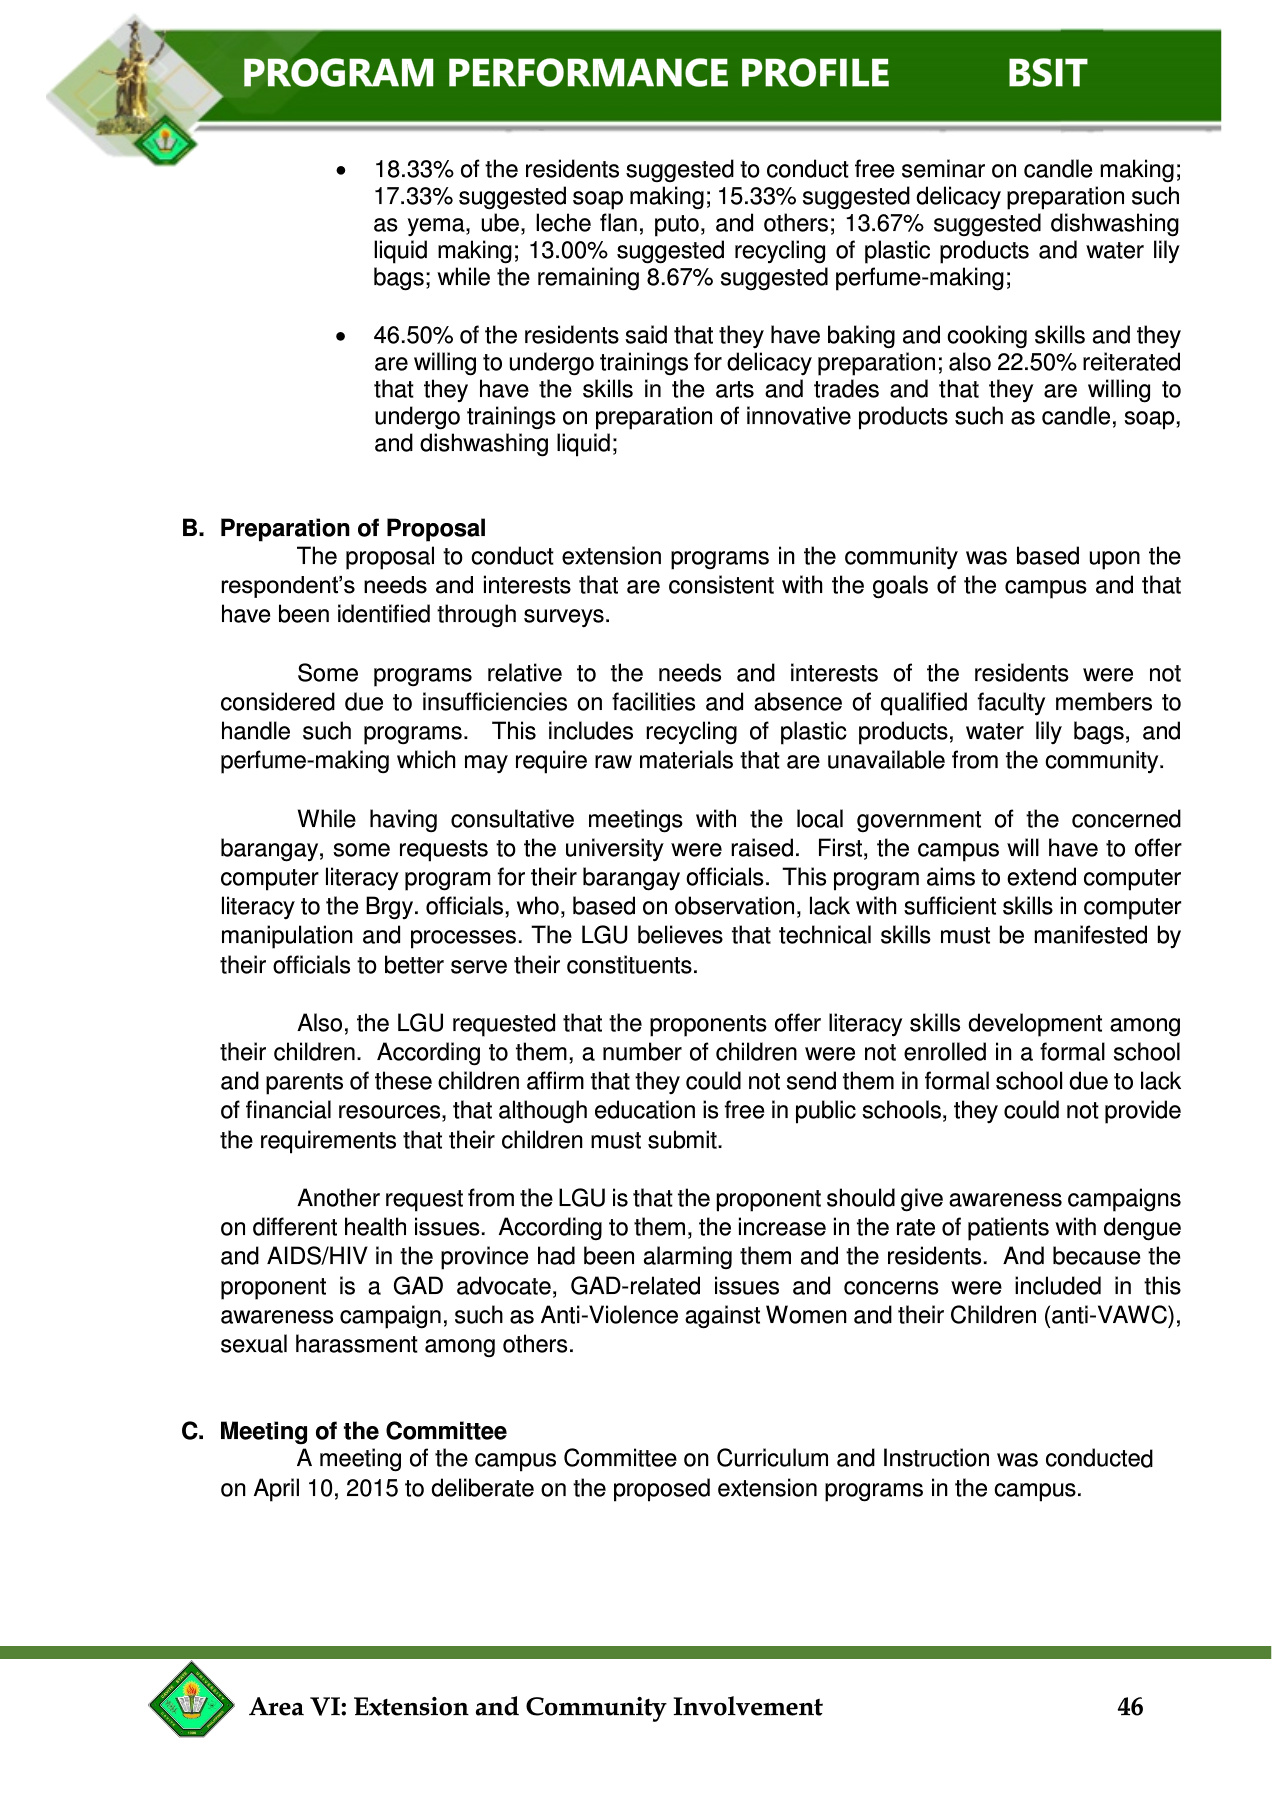 PROGRAM PERFORMANCE PROFILE BSIT
• 18.33% of the residents suggested to conduct free seminar on candle making;
17.33% suggested soap making; 15.33% suggested delicacy preparation such
as yema, ube, leche flan, puto, and others; 13.67% suggested dishwashing
liquid making; 13.00% suggested recycling of plastic products and water lily
bags; while the remaining 8.67% suggested perfume-making;
• 46.50% of the residents said that they have baking and cooking skills and they
are willing to undergo trainings for delicacy preparation; also 22.50% reiterated
that they have the skills in the arts and trades and that they are willing to
undergo trainings on preparation of innovative products such as candle, soap,
and dishwashing liquid;
B. Preparation of Proposal
The proposal to conduct extension programs in the community was based upon the
respondent’s needs and interests that are consistent with the goals of the campus and that
have been identified through surveys.
Some programs relative to the needs and interests of the residents were not
considered due to insufficiencies on facilities and absence of qualified faculty members to
handle such programs. This includes recycling of plastic products, water lily bags, and
perfume-making which may require raw materials that are unavailable from the community.
While having consultative meetings with the local government of the concerned
barangay, some requests to the university were raised. First, the campus will have to offer
computer literacy program for their barangay officials. This program aims to extend computer
literacy to the Brgy. officials, who, based on observation, lack with sufficient skills in computer
manipulation and processes. The LGU believes that technical skills must be manifested by
their officials to better serve their constituents.
Also, the LGU requested that the proponents offer literacy skills development among
their children. According to them, a number of children were not enrolled in a formal school
and parents of these children affirm that they could not send them in formal school due to lack
of financial resources, that although education is free in public schools, they could not provide
the requirements that their children must submit.
Another request from the LGU is that the proponent should give awareness campaigns
on different health issues. According to them, the increase in the rate of patients with dengue
and AIDS/HIV in the province had been alarming them and the residents. And because the
proponent is a GAD advocate, GAD-related issues and concerns were included in this
awareness campaign, such as Anti-Violence against Women and their Children (anti-VAWC),
sexual harassment among others.
C. Meeting of the Committee
A meeting of the campus Committee on Curriculum and Instruction was conducted
on April 10, 2015 to deliberate on the proposed extension programs in the campus.
Area VI: Extension and Community Involvement 46